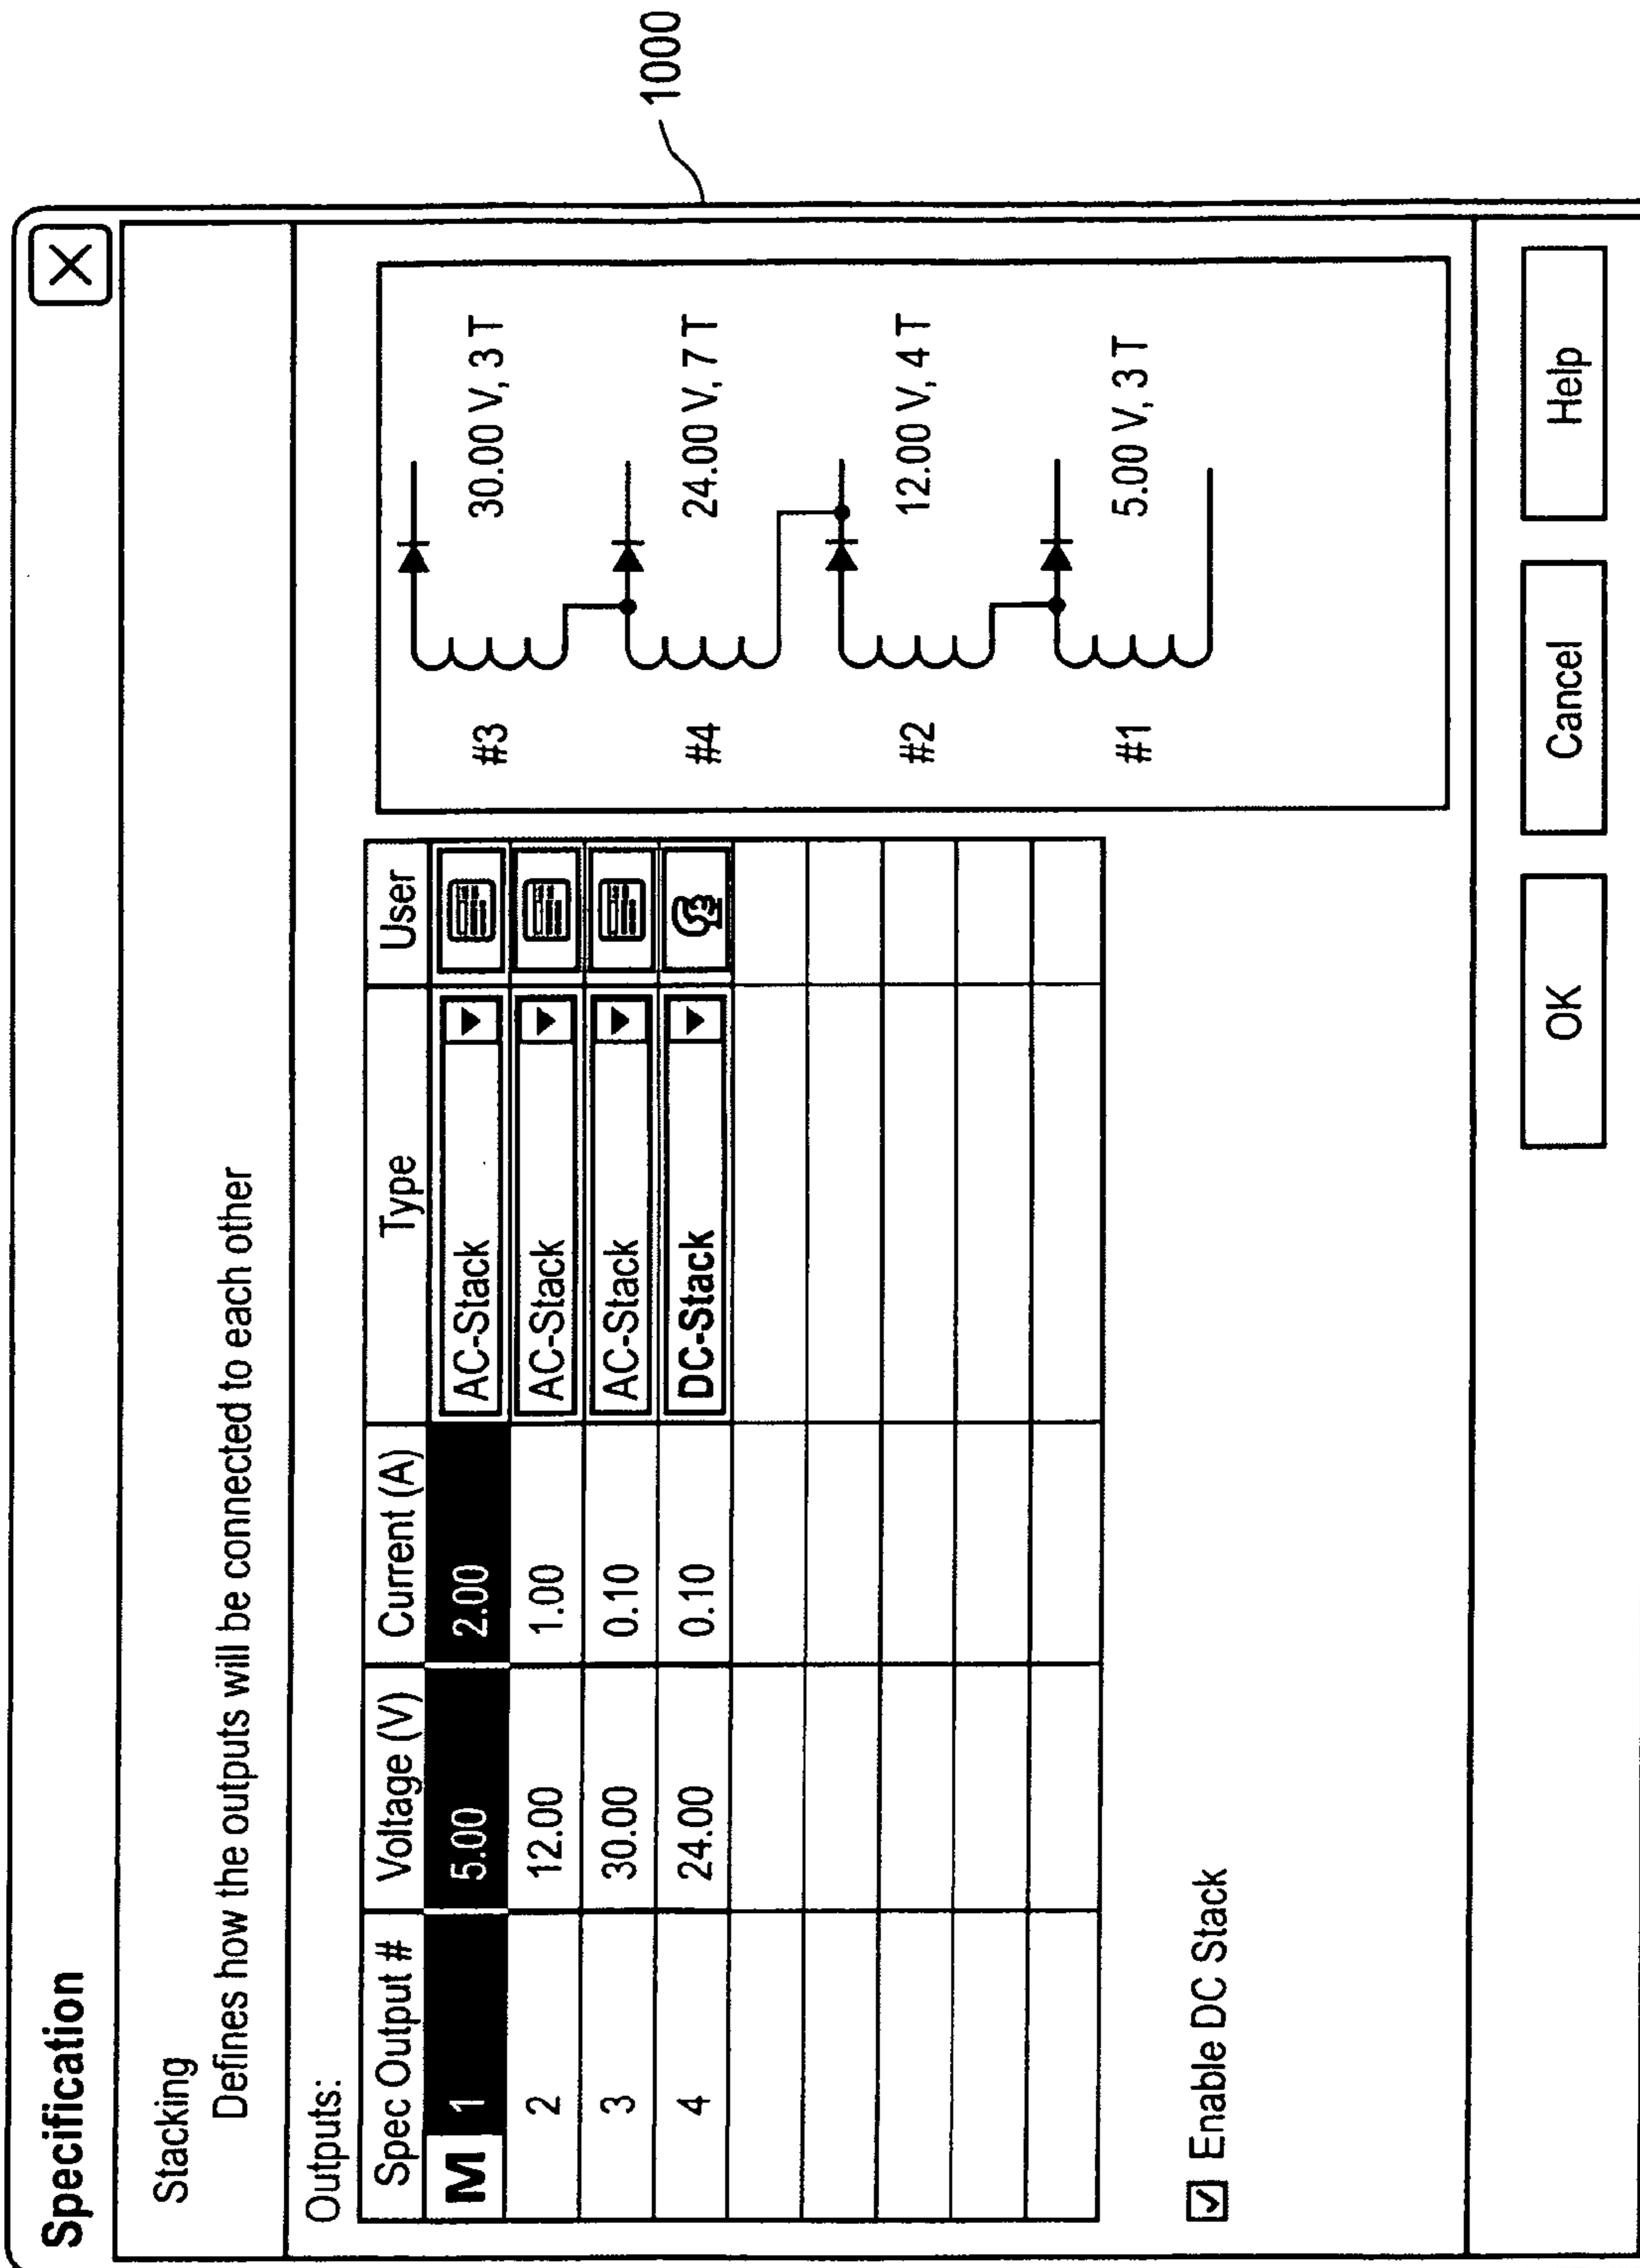 Specification
X
Stacking
Defines how the outputs will be connected to each other
Outputs:
Spec Output # Voltage (V) Current (A) Type User
M 1 5.00 2.00 AC-Stack
2 12.00 1.00 AC-Stack
3 30.00 0.10 AC-Stack
4 24.00 0.10 DC-Stack
#3 30.00 V, 3 T
#4 24.00 V, 7 T
#2 12.00 V, 4 T
#1 5.00 V, 3 T
Enable DC Stack
OK Cancel Help
1000